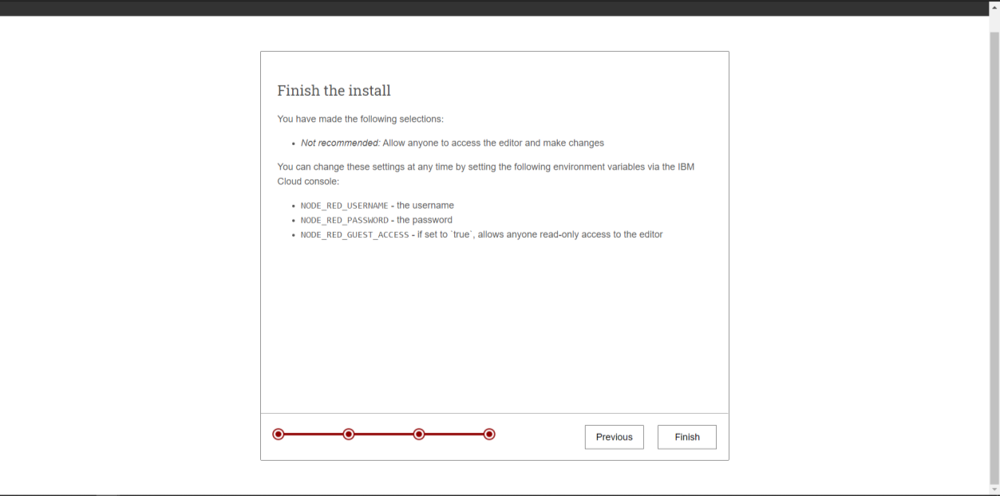 Finish the install
You have made the following selections:
• Not recommended: Allow anyone to access the editor and make changes
You can change these settings at any time by setting the following environment variables via the IBM
Cloud console:
• NODE_RED_USERNAME - the username
• NODE_RED_PASSWORD - the password
• NODE_RED_GUEST_ACCESS - if set to `true`, allows anyone read-only access to the editor
Previous
Finish